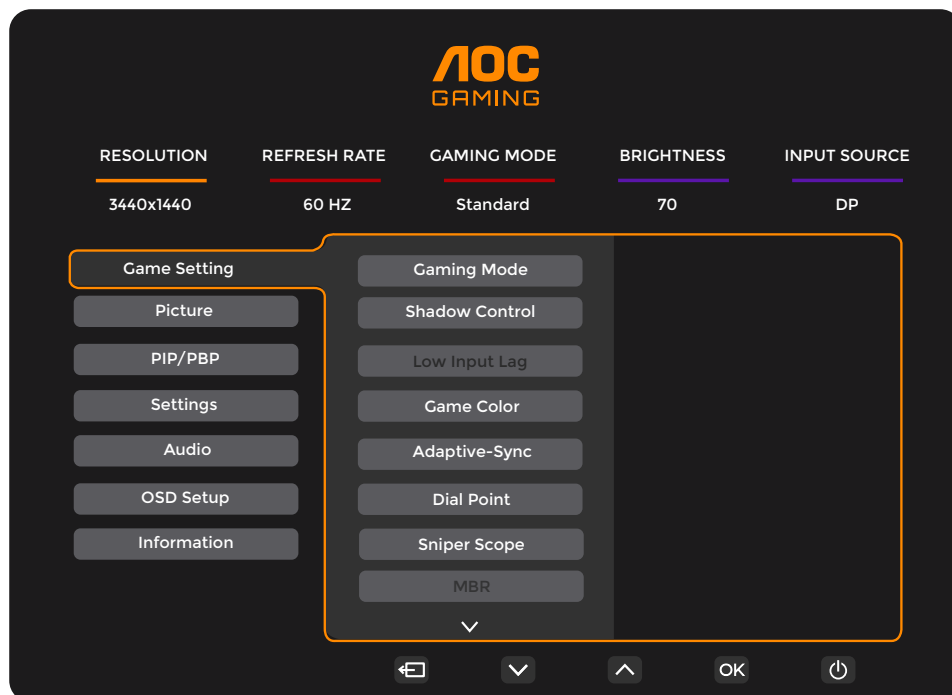 AOC
GAMING
RESOLUTION REFRESH RATE GAMING MODE BRIGHTNESS INPUT SOURCE
3440x1440 60 HZ Standard 70 DP
Game Setting
Picture
PIP/PBP
Settings
Audio
OSD Setup
Information
Gaming Mode
Shadow Control
Low Input Lag
Game Color
Adaptive-Sync
Dial Point
Sniper Scope
MBR
OK